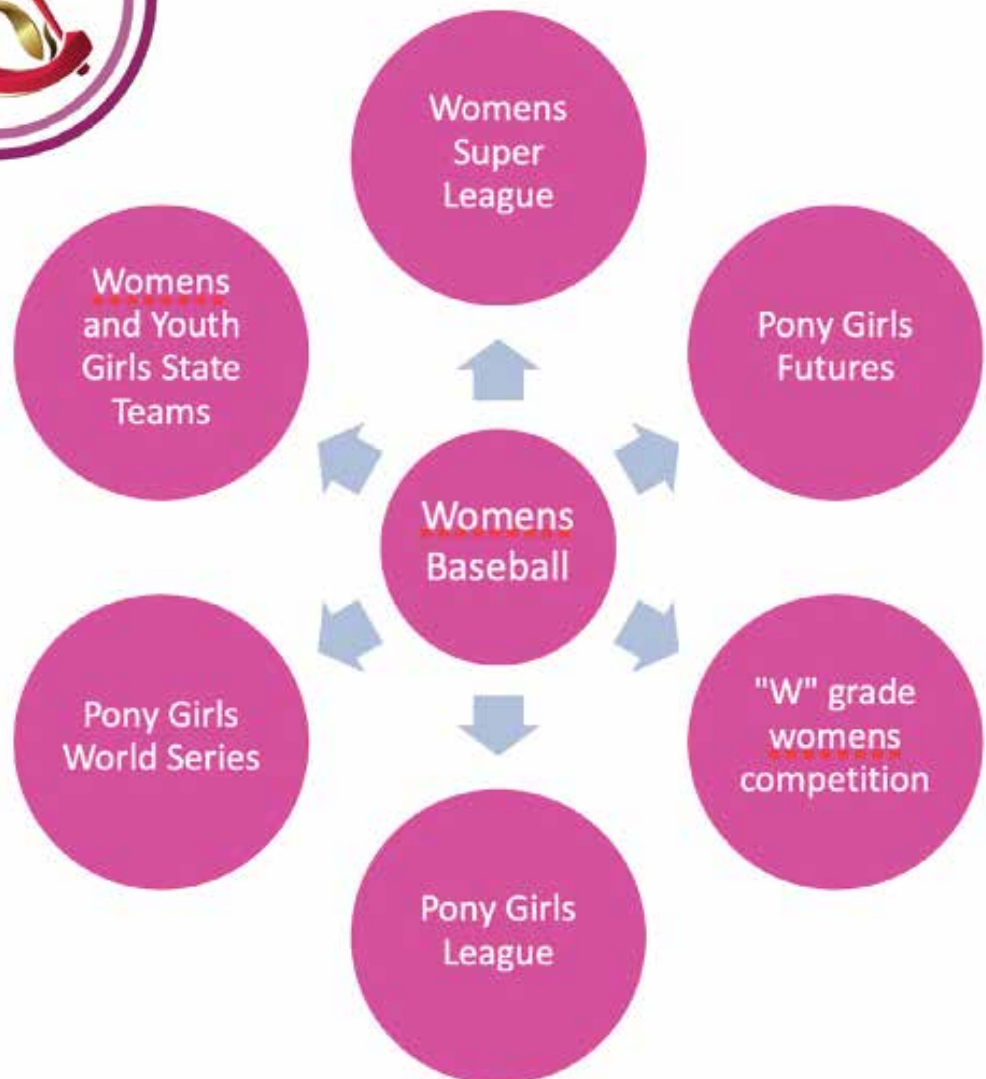 Womens
Super
League
Pony Girls
Futures
"W" grade
womens
competition
Pony Girls
League
Pony Girls
World Series
Womens
and Youth
Girls State
Teams
Womens
Baseball